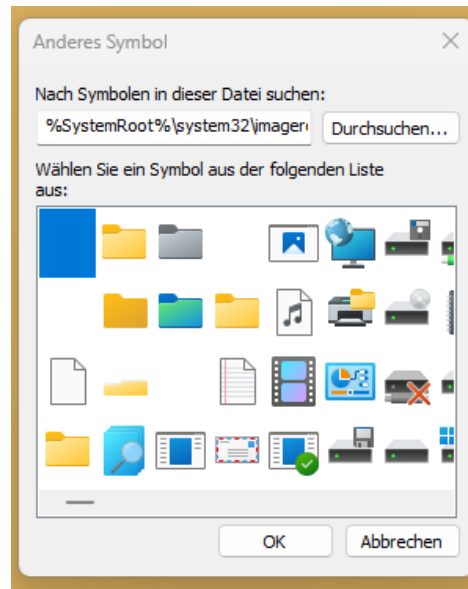 Anderes Symbol
Nach Symbolen in dieser Datei suchen:
%SystemRoot%\system32\imager
Durchsuchen...
Wählen Sie ein Symbol aus der folgenden Liste
aus:
OK
Abbrechen